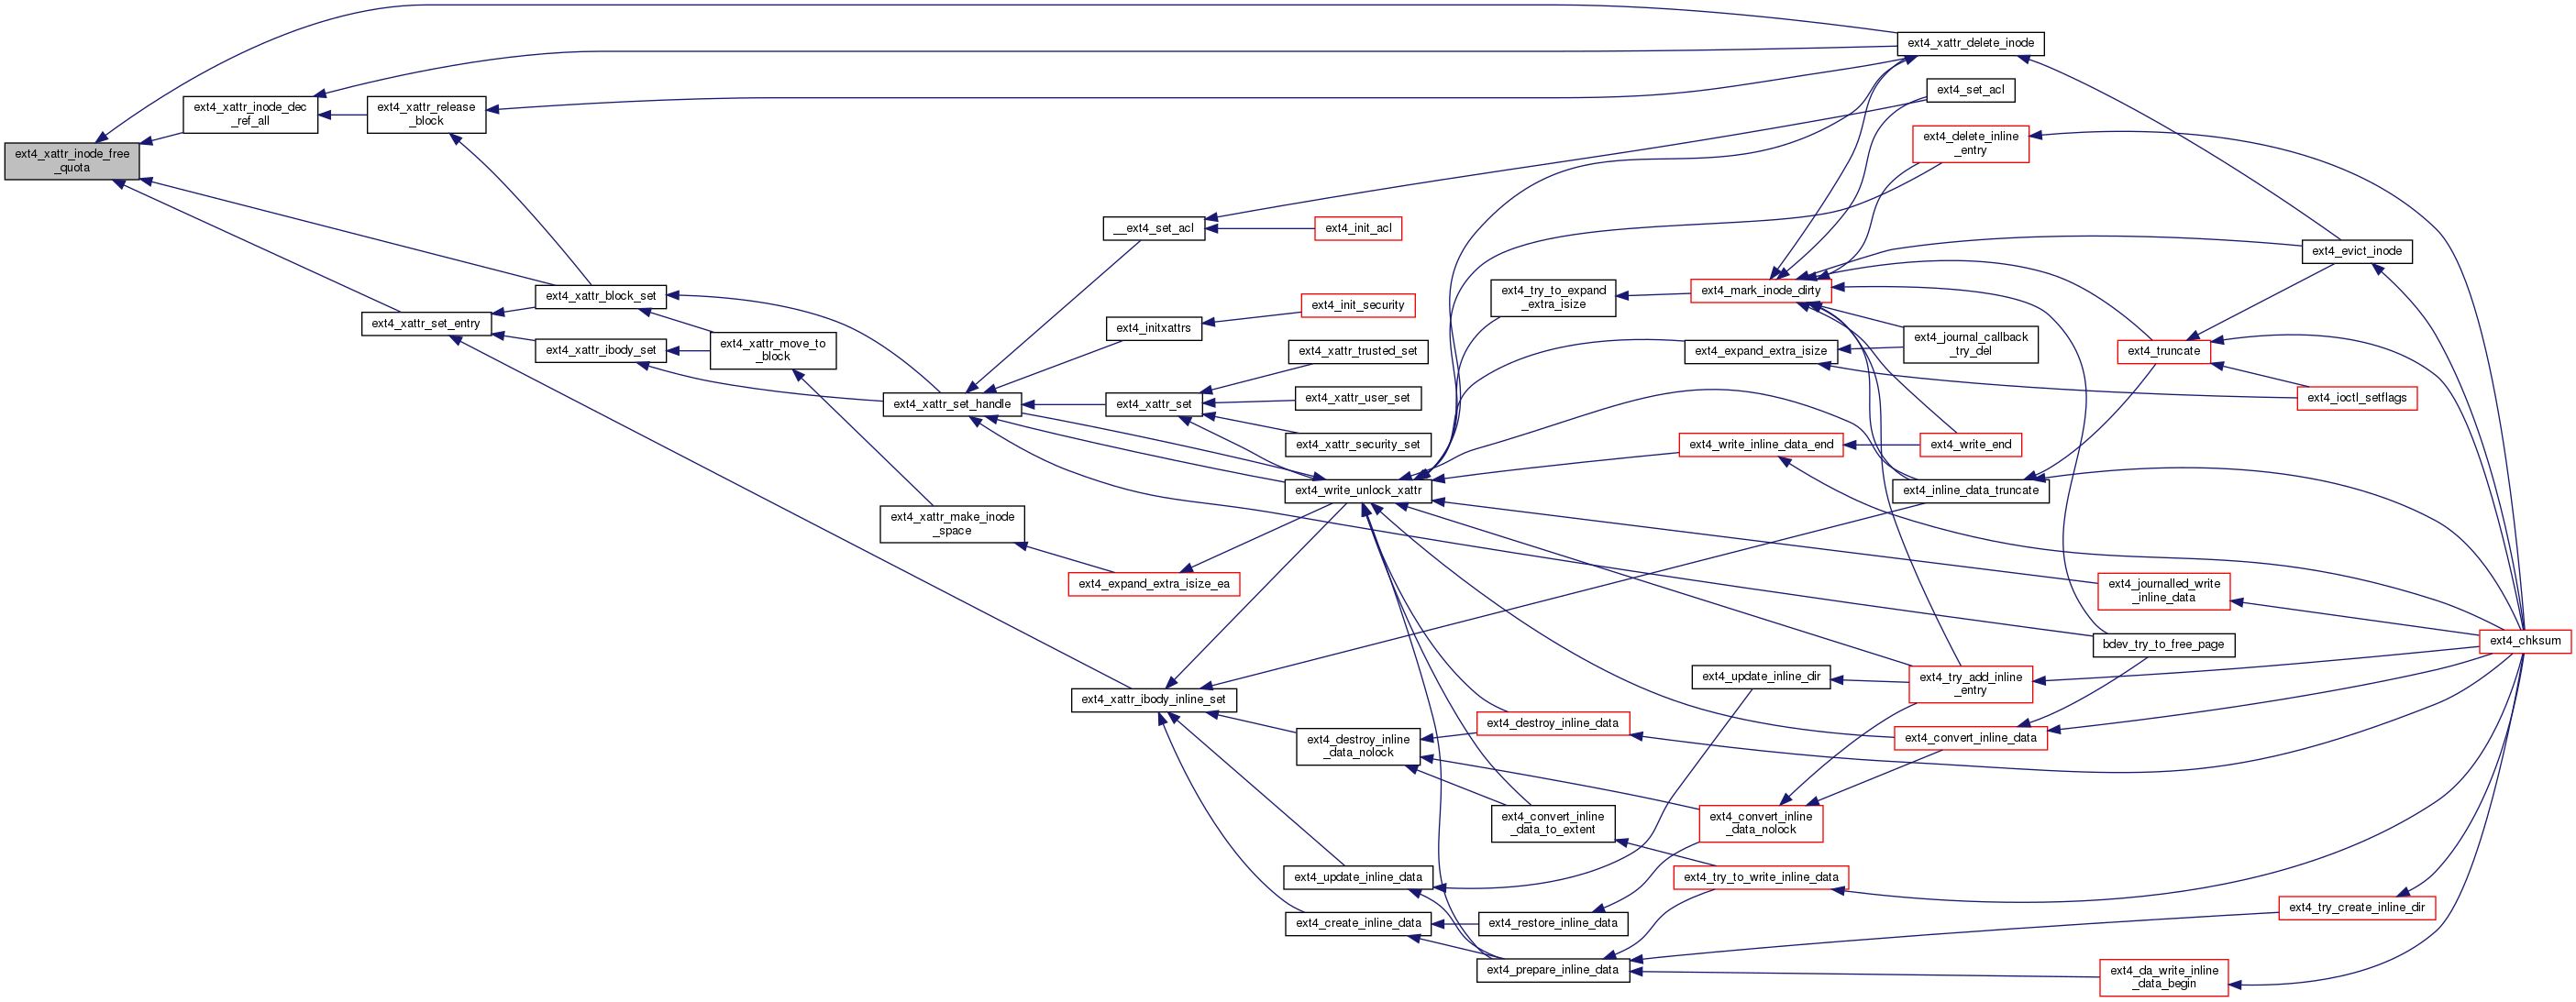 ext4_xattr_inode_free
_quota
ext4_xattr_inode_dec
_ref_all
ext4_xattr_release
_block
ext4_xattr_set_entry
ext4_xattr_block_set
ext4_xattr_ibody_set
ext4_xattr_move_to
_block
ext4_xattr_set_handle
ext4_xattr_make_inode
_space
__ext4_set_acl
ext4_init_acl
ext4_initxattrs
ext4_init_security
ext4_xattr_set
ext4_xattr_trusted_set
ext4_xattr_user_set
ext4_xattr_security_set
ext4_write_unlock_xattr
ext4_expand_extra_isize_ea
ext4_xattr_ibody_inline_set
ext4_destroy_inline
_data_nolock
ext4_update_inline_data
ext4_create_inline_data
ext4_try_to_expand
_extra_isize
ext4_destroy_inline_data
ext4_convert_inline
_data_to_extent
ext4_restore_inline_data
ext4_prepare_inline_data
ext4_mark_inode_dirty
ext4_expand_extra_isize
ext4_write_inline_data_end
ext4_update_inline_dir
ext4_convert_inline
_data_nolock
ext4_try_to_write_inline_data
ext4_xattr_delete_inode
ext4_set_acl
ext4_delete_inline
_entry
ext4_journal_callback
_try_del
ext4_write_end
ext4_inline_data_truncate
ext4_try_add_inline
_entry
ext4_convert_inline_data
ext4_evict_inode
ext4_truncate
ext4_ioctl_setflags
ext4_journalled_write
_inline_data
bdev_try_to_free_page
ext4_try_create_inline_dir
ext4_da_write_inline
_data_begin
ext4_chksum